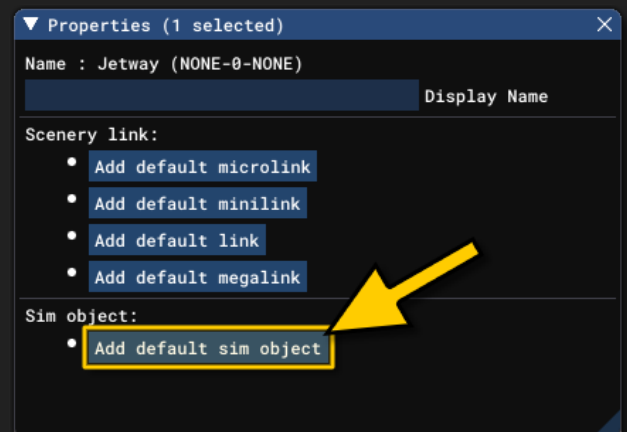 Properties (1 selected)
Name : Jetway (NONE-0-NONE)
Display Name
Scenery link:
Add default microlink
Add default minilink
Add default link
Add default megalink
Sim object:
Add default sim object